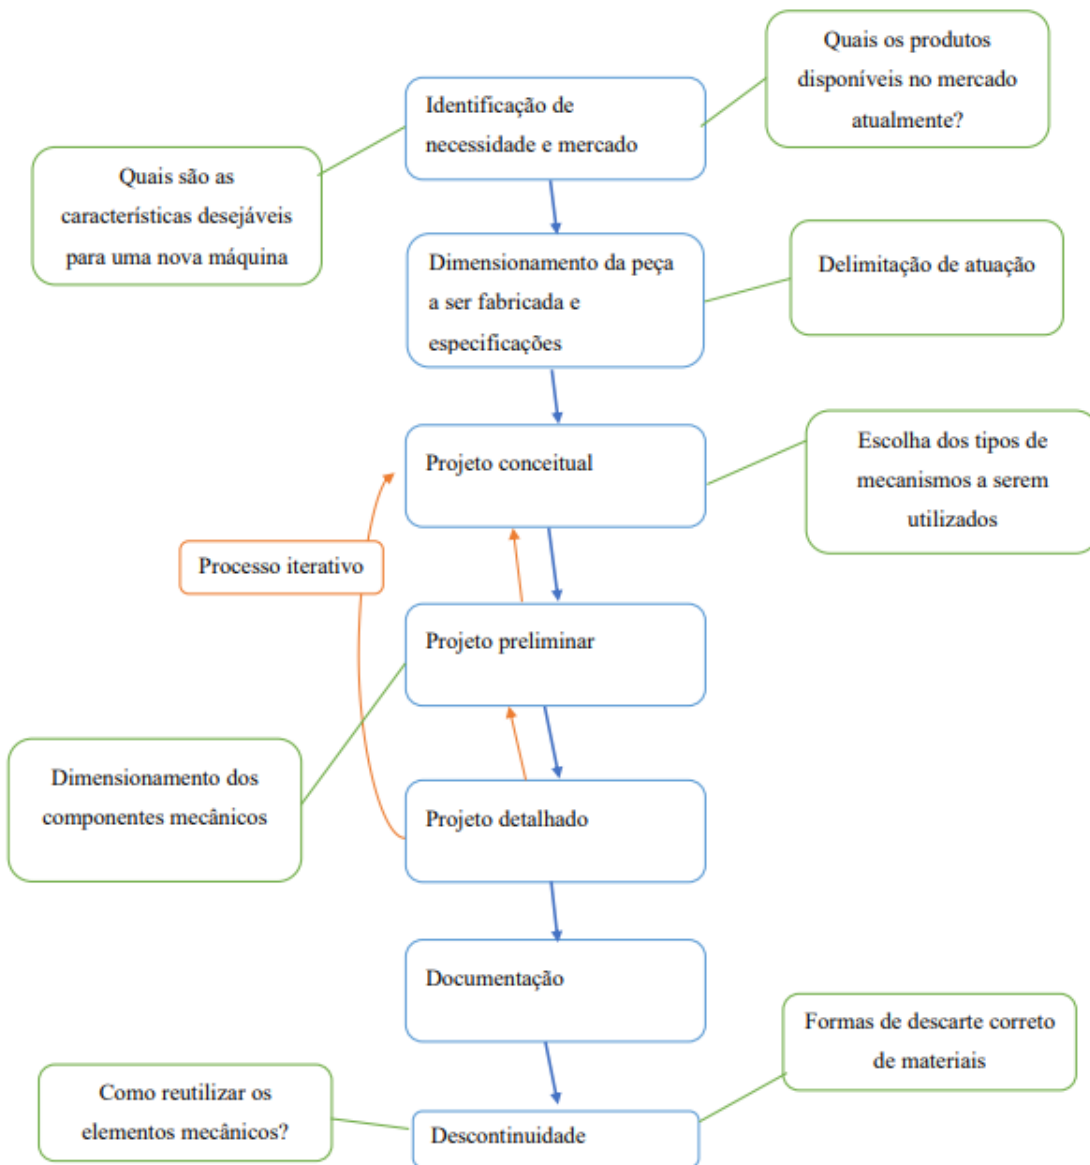 Quais os produtos
disponíveis no mercado
atualmente?
Identificação de
necessidade e mercado
Quais são as
características desejáveis
para uma nova máquina
Dimensionamento da peça
a ser fabricada e
especificações
Delimitação de atuação
Projeto conceitual
Escolha dos tipos de
mecanismos a serem
utilizados
Processo iterativo
Projeto preliminar
Dimensionamento dos
componentes mecânicos
Projeto detalhado
Documentação
Formas de descarte correto
de materiais
Como reutilizar os
elementos mecânicos?
Descontinuidade